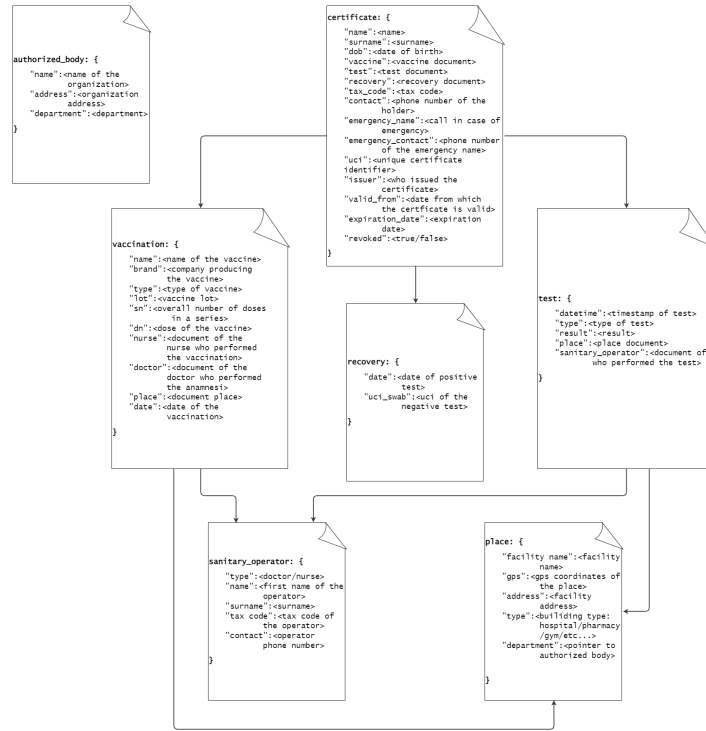 authorized_body: {
"name":<name of the
organization>
"address":<organization
address>
"department":<department>
}
certificate: {
"name":<name>
"surname":<surname>
"dob":<date of birth>
"vaccine":<vaccine document>
"test":<test document>
"recovery":<recovery document>
"tax_code":<tax code>
"contact":<phone number of the
holder>
"emergency_name":<call in case of
emergency>
"emergency_contact":<phone number
of the emergency name>
"uci":<unique certificate
identifier>
"issuer":<who issued the
certificate>
"valid_from":<date from which
the certficate is valid>
"expiration_date":<expiration
date>
"revoked":<true/false>
}
vaccination: {
"name":<name of the vaccine>
"brand":<company producing
the vaccine>
"type":<type of vaccine>
"lot":<vaccine lot>
"sn":<overall number of doses
in a series>
"dn":<dose of the vaccine>
"nurse":<document of the
nurse who performed
the vaccination>
"doctor":<document of the
doctor who performed
the anamnesi>
"place":<document place>
"date":<date of the
vaccination>
}
recovery: {
"date":<date of positive
test>
"uci_swab":<uci of the
negative test>
}
test: {
"datetime":<timestamp of test>
"type":<type of test>
"result":<result>
"place":<place document>
"sanitary_operator":<document of
who performed the test>
}
sanitary_operator: {
"type":<doctor/nurse>
"name":<first name of the
operator>
"surname":<surname>
"tax code":<tax code of
the operator>
"contact":<operator
phone number>
}
place: {
"facility name":<facility
name>
"gps":<gps coordinates of
the place>
"address":<facility
address>
"type":<builiding type:
hospital/pharmacy
/gym/etc...>
"department":<pointer to
authorized body>
}